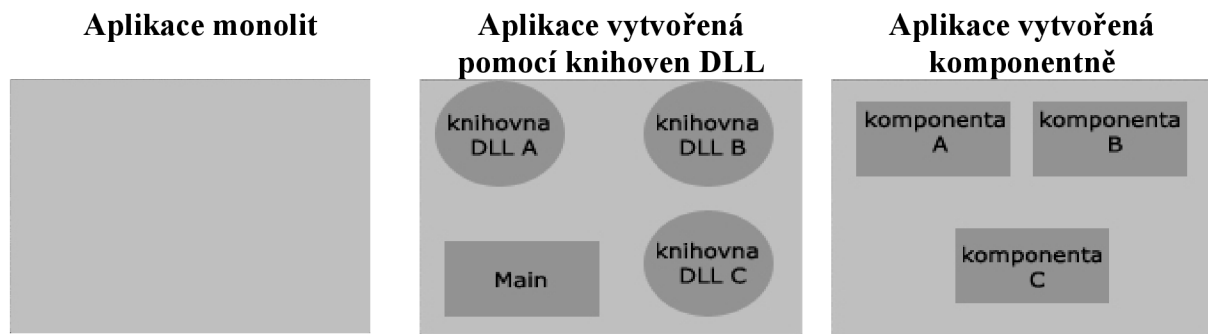 Aplikace monolit
Aplikace vytvořená
pomocí knihoven DLL
Aplikace vytvořená
komponentně
knihovna
DLL A
knihovna
DLL B
Main
knihovna
DLL C
komponenta
A
komponenta
B
komponenta
C